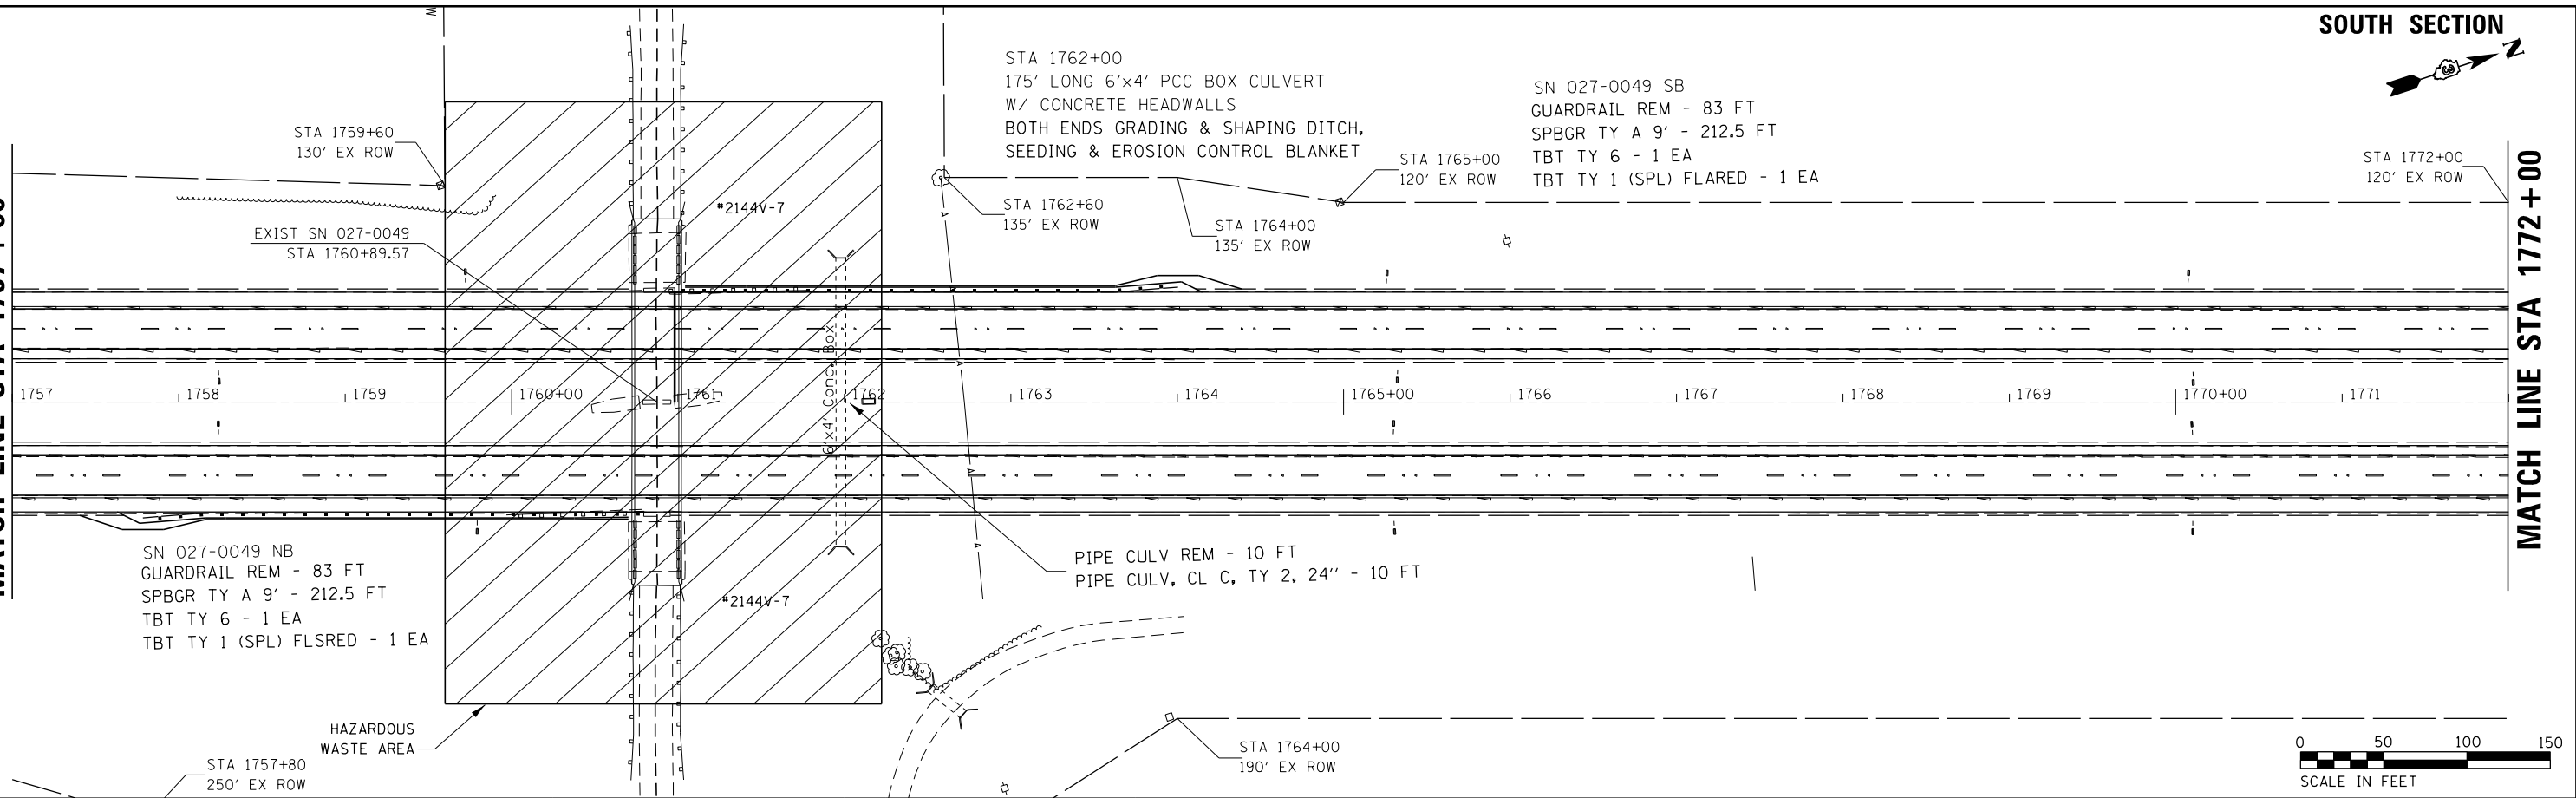 SOUTH SECTION
N
3
W
STA 1762+00
175' LONG 6'x4' PCC BOX CULVERT
W/ CONCRETE HEADWALLS
BOTH ENDS GRADING & SHAPING DITCH,
SEEDING & EROSION CONTROL BLANKET
SN 027-0049 SB
GUARDRAIL REM - 83 FT
SPBGR TY A 9' - 212.5 FT
TBT TY 6 - 1 EA
TBT TY 1 (SPL) FLARED - 1 EA
STA 1759+60
130' EX ROW
STA 1765+00
120' EX ROW
STA 1772+00
120' EX ROW
#2144V-7
STA 1762+60
135' EX ROW
STA 1764+00
135' EX ROW
EXIST SN 027-0049
STA 1760+89.57
A
A
A
A
6'x4' Conc. Box
1757
1758
1759
1760+00
1761
1762
1763
1764
1765+00
1766
1767
1768
1769
1770+00
1771
MATCH LINE STA 1772+00
SN 027-0049 NB
GUARDRAIL REM - 83 FT
SPBGR TY A 9' - 212.5 FT
TBT TY 6 - 1 EA
TBT TY 1 (SPL) FLSRED - 1 EA
PIPE CULV REM - 10 FT
PIPE CULV, CL C, TY 2, 24'' - 10 FT
#2144V-7
HAZARDOUS
WASTE AREA
STA 1757+80
250' EX ROW
STA 1764+00
190' EX ROW
0 50 100 150
SCALE IN FEET